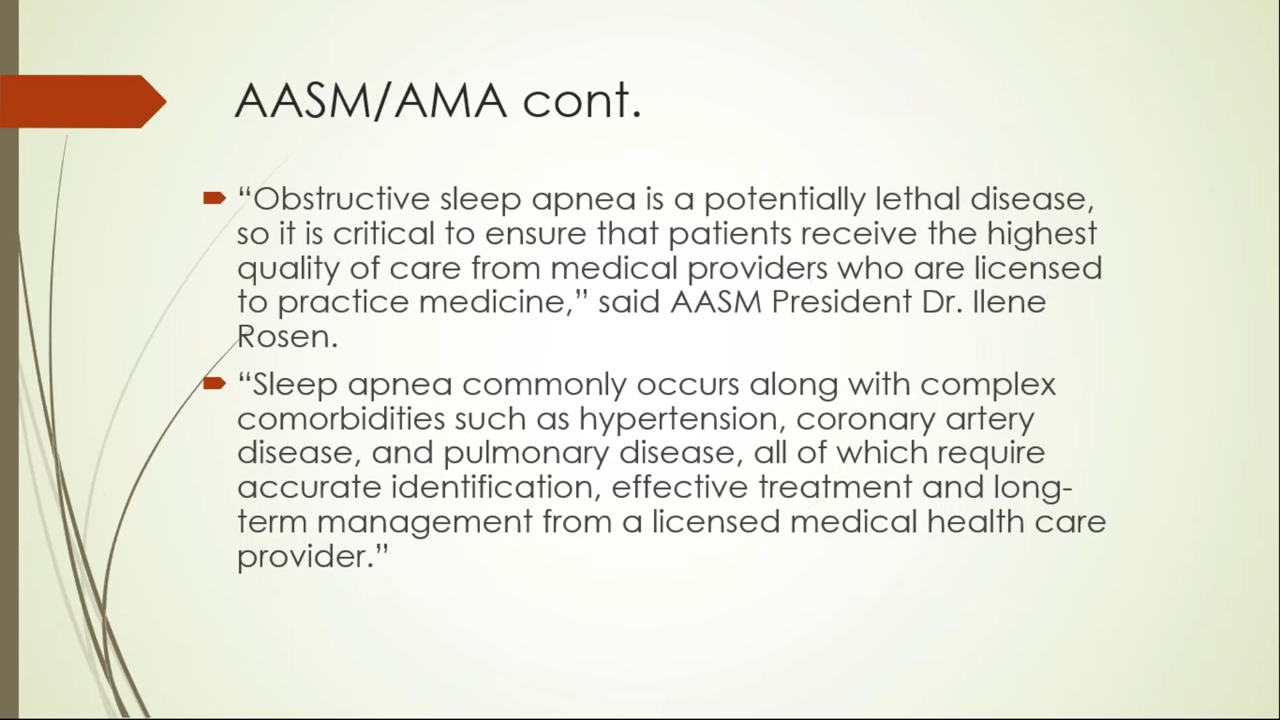 AASM/AMA cont.
“Obstructive sleep apnea is a potentially lethal disease,
so it is critical to ensure that patients receive the highest
quality of care from medical providers who are licensed
to practice medicine,” said AASM President Dr. Ilene
Rosen.
“Sleep apnea commonly occurs along with complex
comorbidities such as hypertension, coronary artery
disease, and pulmonary disease, all of which require
accurate identification, effective treatment and long-
term management from a licensed medical health care
provider.”